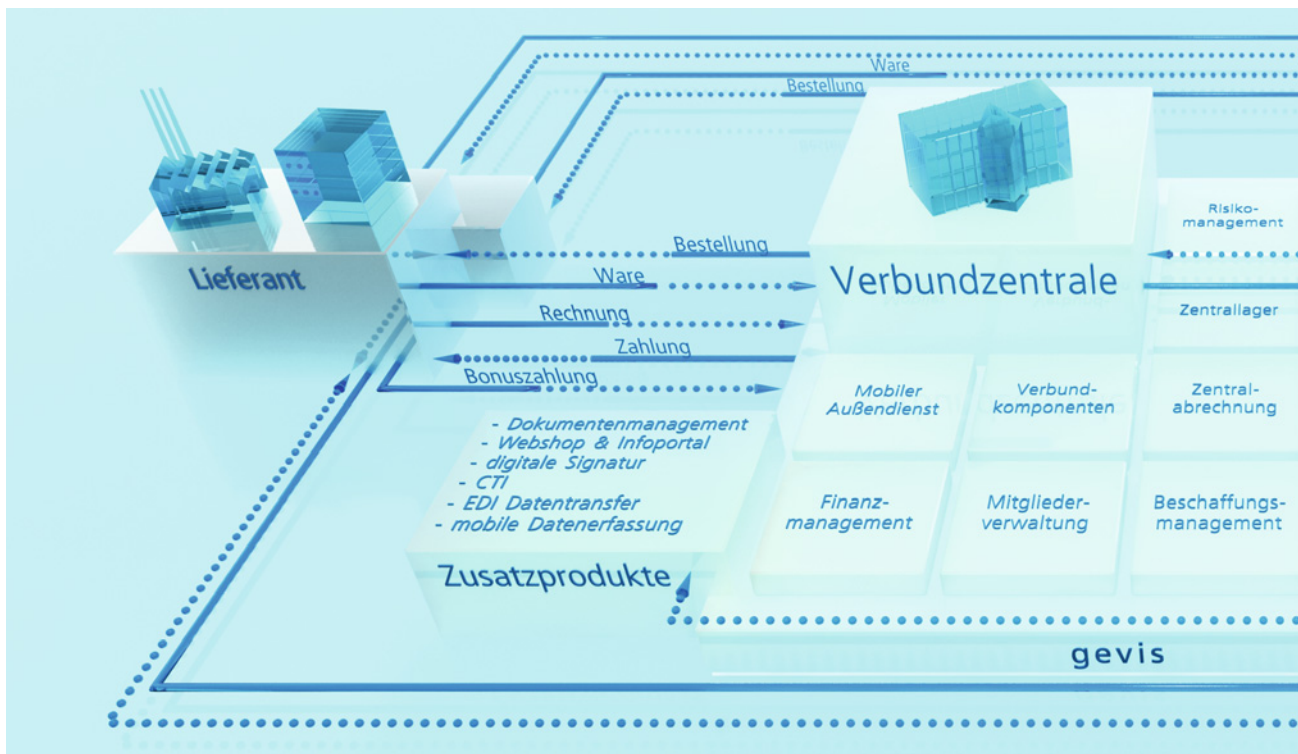 Ware
Bestellung
Lieferant
Bestellung
Ware
Rechnung
Zahlung
Bonuszahlung
Verbundzentrale
Risiko-
management
Zentrallager
Mobiler
Außendienst
Verbund-
komponenten
Zentral-
abrechnung
Finanz-
management
Mitglieder-
verwaltung
Beschaffungs-
management
- Dokumentenmanagement
- Webshop & Infoportal
- digitale Signatur
- CTI
- EDI Datentransfer
- mobile Datenerfassung
Zusatzprodukte
gevis